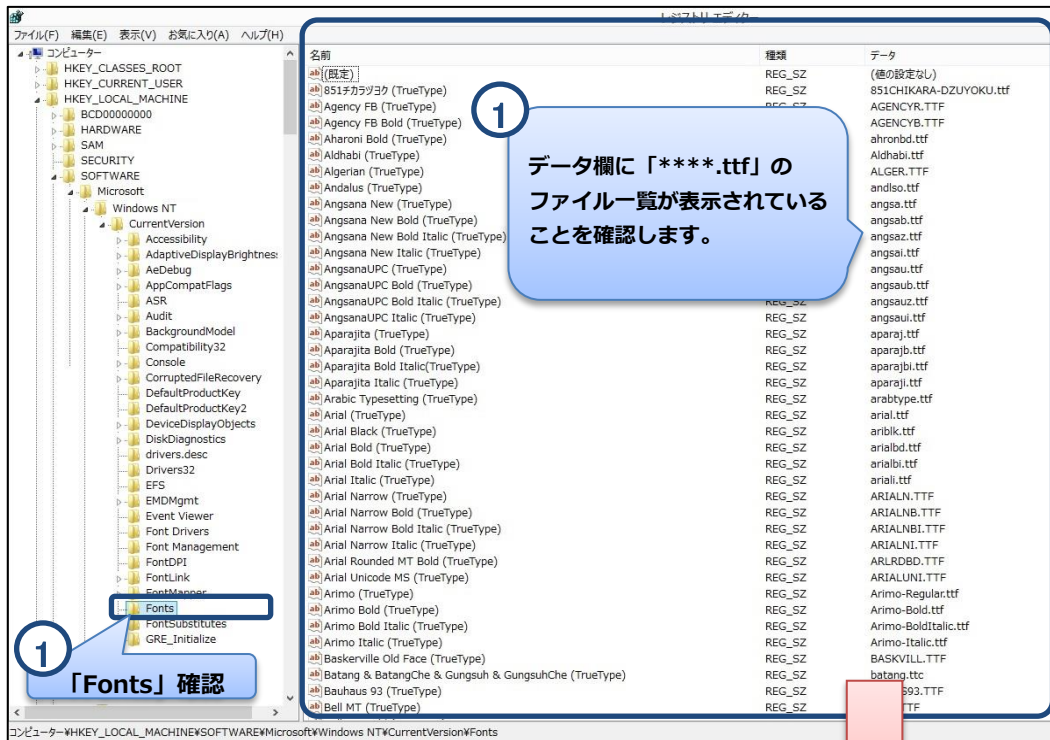 レジストリ エディター
ファイル(F) 編集(E) 表示(V) お気に入り(A) ヘルプ(H)
コンピューター
HKEY_CLASSES_ROOT
HKEY_CURRENT_USER
HKEY_LOCAL_MACHINE
BCD00000000
HARDWARE
SAM
SECURITY
SOFTWARE
Microsoft
Windows NT
CurrentVersion
Accessibility
AdaptiveDisplayBrightnes
AeDebug
AppCompatFlags
ASR
Audit
BackgroundModel
Compatibility32
Console
CorruptedFileRecovery
DefaultProductKey
DefaultProductKey2
DeviceDisplayObjects
DiskDiagnostics
drivers.desc
Drivers32
EFS
EMDMgmt
Event Viewer
Font Drivers
Font Management
FontDPI
FontLink
FontMapper
Fonts
FontSubstitutes
GRE_Initialize
1
「Fonts」確認
名前 種類 データ
(既定) REG_SZ (値の設定なし)
851チカラヅヨク (TrueType) REG_SZ 851CHIKARA-DZUYOKU.ttf
Agency FB (TrueType) REG_SZ AGENCYR.TTF
Agency FB Bold (TrueType) AGENCYB.TTF
Aharoni Bold (TrueType) ahronbd.ttf
Aldhabi (TrueType) Aldhabi.ttf
Algerian (TrueType) ALGER.TTF
Andalus (TrueType) andlso.ttf
Angsana New (TrueType) angsa.ttf
Angsana New Bold (TrueType) angsab.ttf
Angsana New Bold Italic (TrueType) angsaz.ttf
Angsana New Italic (TrueType) angsai.ttf
AngsanaUPC (TrueType) angsau.ttf
AngsanaUPC Bold (TrueType) angsaub.ttf
AngsanaUPC Bold Italic (TrueType) REG_SZ angsauz.ttf
AngsanaUPC Italic (TrueType) REG_SZ angsaui.ttf
Aparajita (TrueType) REG_SZ aparaj.ttf
Aparajita Bold (TrueType) REG_SZ aparajb.ttf
Aparajita Bold Italic(TrueType) REG_SZ aparajbi.ttf
Aparajita Italic (TrueType) REG_SZ aparaji.ttf
Arabic Typesetting (TrueType) REG_SZ arabtype.ttf
Arial (TrueType) REG_SZ arial.ttf
Arial Black (TrueType) REG_SZ ariblk.ttf
Arial Bold (TrueType) REG_SZ arialbd.ttf
Arial Bold Italic (TrueType) REG_SZ arialbi.ttf
Arial Italic (TrueType) REG_SZ ariali.ttf
Arial Narrow (TrueType) REG_SZ ARIALN.TTF
Arial Narrow Bold (TrueType) REG_SZ ARIALNB.TTF
Arial Narrow Bold Italic (TrueType) REG_SZ ARIALNBI.TTF
Arial Narrow Italic (TrueType) REG_SZ ARIALNI.TTF
Arial Rounded MT Bold (TrueType) REG_SZ ARLRDBD.TTF
Arial Unicode MS (TrueType) REG_SZ ARIALUNI.TTF
Arimo (TrueType) REG_SZ Arimo-Regular.ttf
Arimo Bold (TrueType) REG_SZ Arimo-Bold.ttf
Arimo Bold Italic (TrueType) REG_SZ Arimo-BoldItalic.ttf
Arimo Italic (TrueType) REG_SZ Arimo-Italic.ttf
Baskerville Old Face (TrueType) REG_SZ BASKVILL.TTF
Batang & BatangChe & Gungsuh & GungsuhChe (TrueType) REG_SZ batang.ttc
Bauhaus 93 (TrueType) REG_SZ S93.TTF
Bell MT (TrueType) REG_SZ TTF
1
データ欄に「****.ttf」の
ファイル一覧が表示されている
ことを確認します。
コンピューター¥HKEY_LOCAL_MACHINE¥SOFTWARE¥Microsoft¥Windows NT¥CurrentVersion¥Fonts